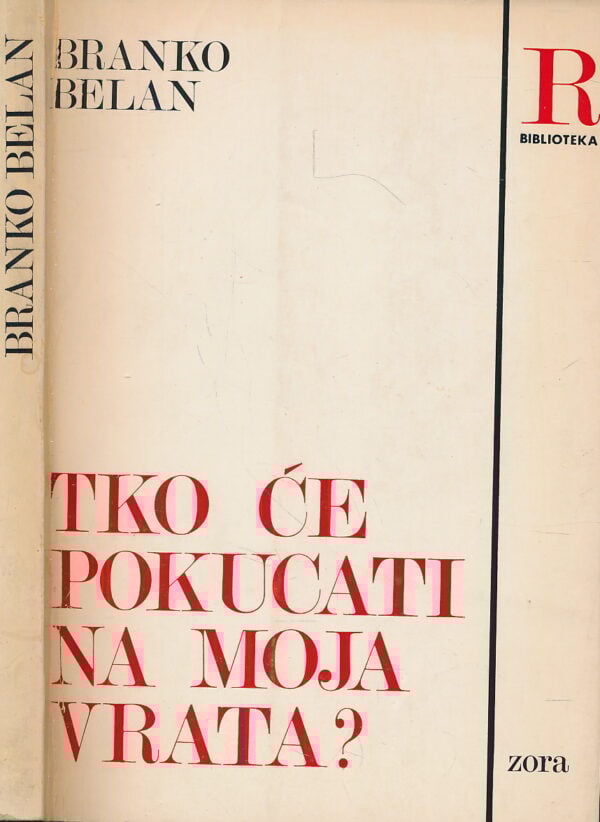 BRANKO BELAN
BRANKO
BELAN
R
BIBLIOTEKA
TKO ĆE
POKUCATI
NA MOJA
VRATA?
zora